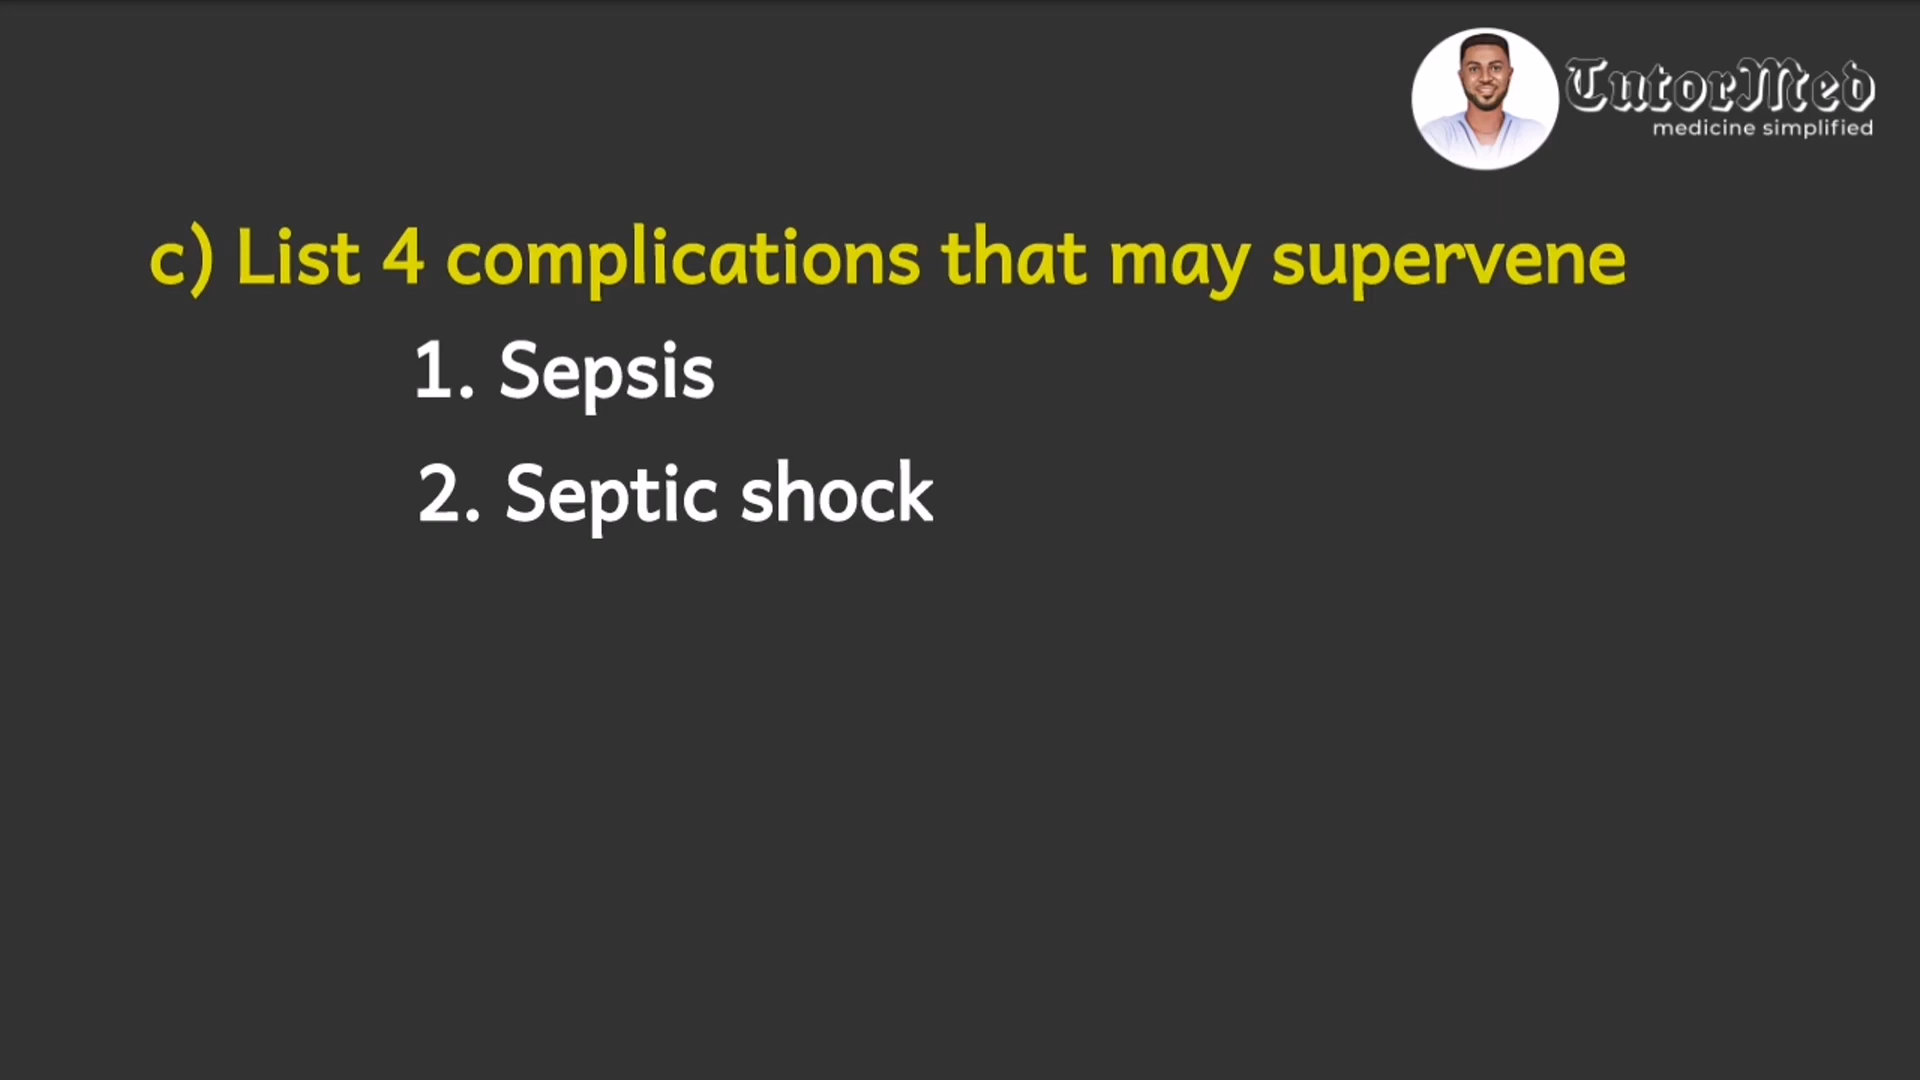 TutorMed
medicine simplified
c) List 4 complications that may supervene
1. Sepsis
2. Septic shock